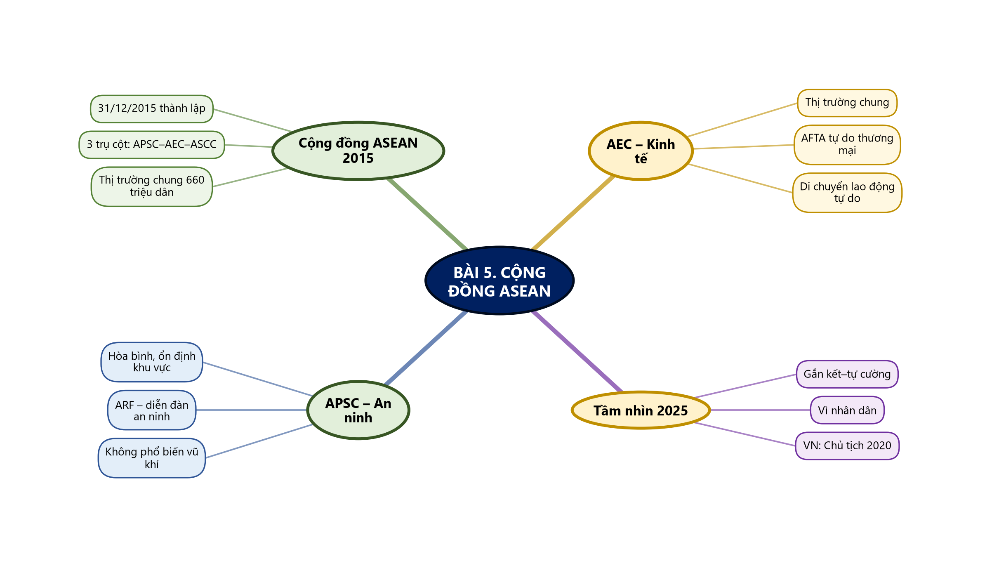 31/12/2015 thành lập
3 trụ cột: APSC–AEC–ASCC
Thị trường chung 660
triệu dân
Cộng đồng ASEAN
2015
AEC – Kinh
tế
Thị trường chung
AFTA tự do thương
mại
Di chuyển lao động
tự do
BÀI 5. CỘNG
ĐỒNG ASEAN
Hòa bình, ổn định
khu vực
ARF – diễn đàn
an ninh
Không phổ biến vũ
khí
APSC – An
ninh
Tầm nhìn 2025
Gắn kết–tự cường
Vì nhân dân
VN: Chủ tịch 2020